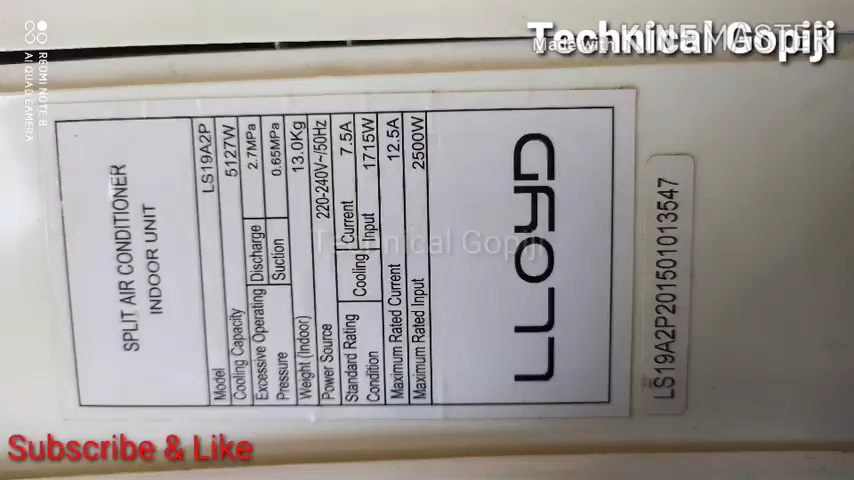 Technical Gopiji
Made with KINEMASTER
REDMI NOTE 8
AI QUAD CAMERA
SPLIT AIR CONDITIONER
INDOOR UNIT
Model LS19A2P
Cooling Capacity 5127W
Excessive Operating Pressure Discharge 2.7MPa
Suction 0.65MPa
Weight (Indoor) 13.0Kg
Power Source 220-240V~/50Hz
Standard Rating Condition Cooling Current 7.5A
Input 1715W
Maximum Rated Current 12.5A
Maximum Rated Input 2500W
LLOYD
LS19A2P201501013547
Technical Gopiji
Subscribe & Like